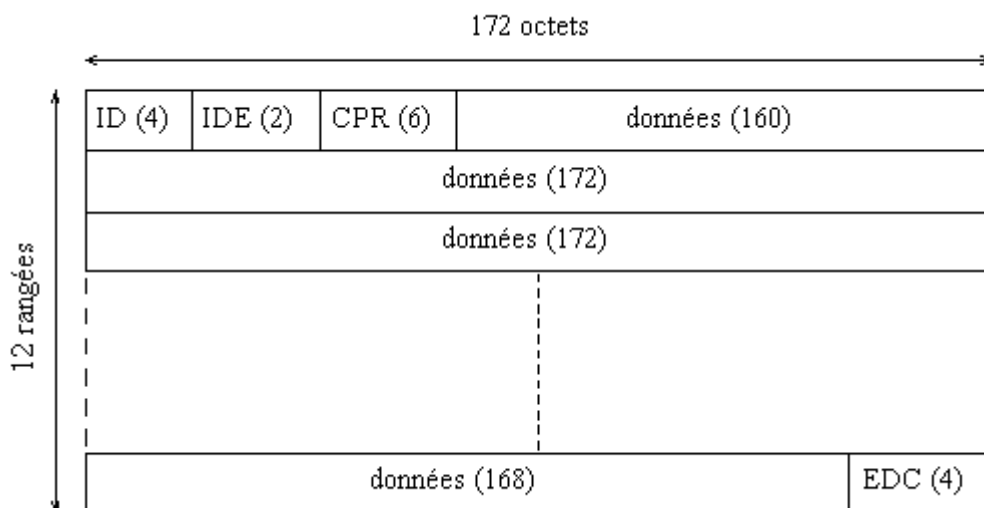 172 octets
ID (4) IDE (2) CPR (6) données (160)
données (172)
données (172)
12 rangées
données (168) EDC (4)